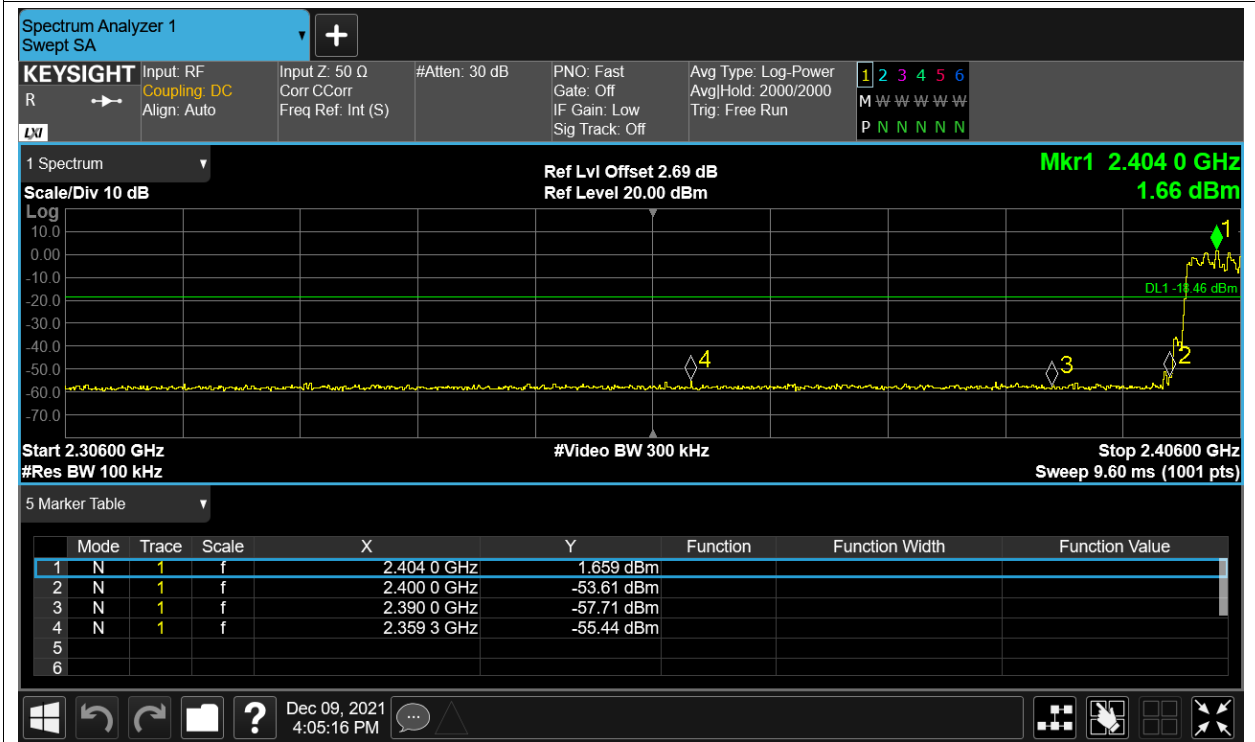 Spectrum Analyzer 1
Swept SA
+
KEYSIGHT Input: RF Input Z: 50 Ω #Atten: 30 dB PNO: Fast Avg Type: Log-Power 1 2 3 4 5 6
R Coupling: DC Corr CCorr Gate: Off Avg|Hold: 2000/2000 M W W W W W
Align: Auto Freq Ref: Int (S) IF Gain: Low Trig: Free Run
LXI Sig Track: Off P N N N N N
1 Spectrum Ref Lvl Offset 2.69 dB Mkr1 2.404 0 GHz
Scale/Div 10 dB Ref Level 20.00 dBm 1.66 dBm
Log
10.0 1
0.00
-10.0
DL1 -18.46 dBm
-20.0
-30.0
-40.0
4 3 2
-50.0
-60.0
-70.0
Start 2.30600 GHz #Video BW 300 kHz Stop 2.40600 GHz
#Res BW 100 kHz Sweep 9.60 ms (1001 pts)
5 Marker Table
Mode Trace Scale X Y Function Function Width Function Value
1 N 1 f 2.404 0 GHz 1.659 dBm
2 N 1 f 2.400 0 GHz -53.61 dBm
3 N 1 f 2.390 0 GHz -57.71 dBm
4 N 1 f 2.359 3 GHz -55.44 dBm
5
6
? Dec 09, 2021
4:05:16 PM